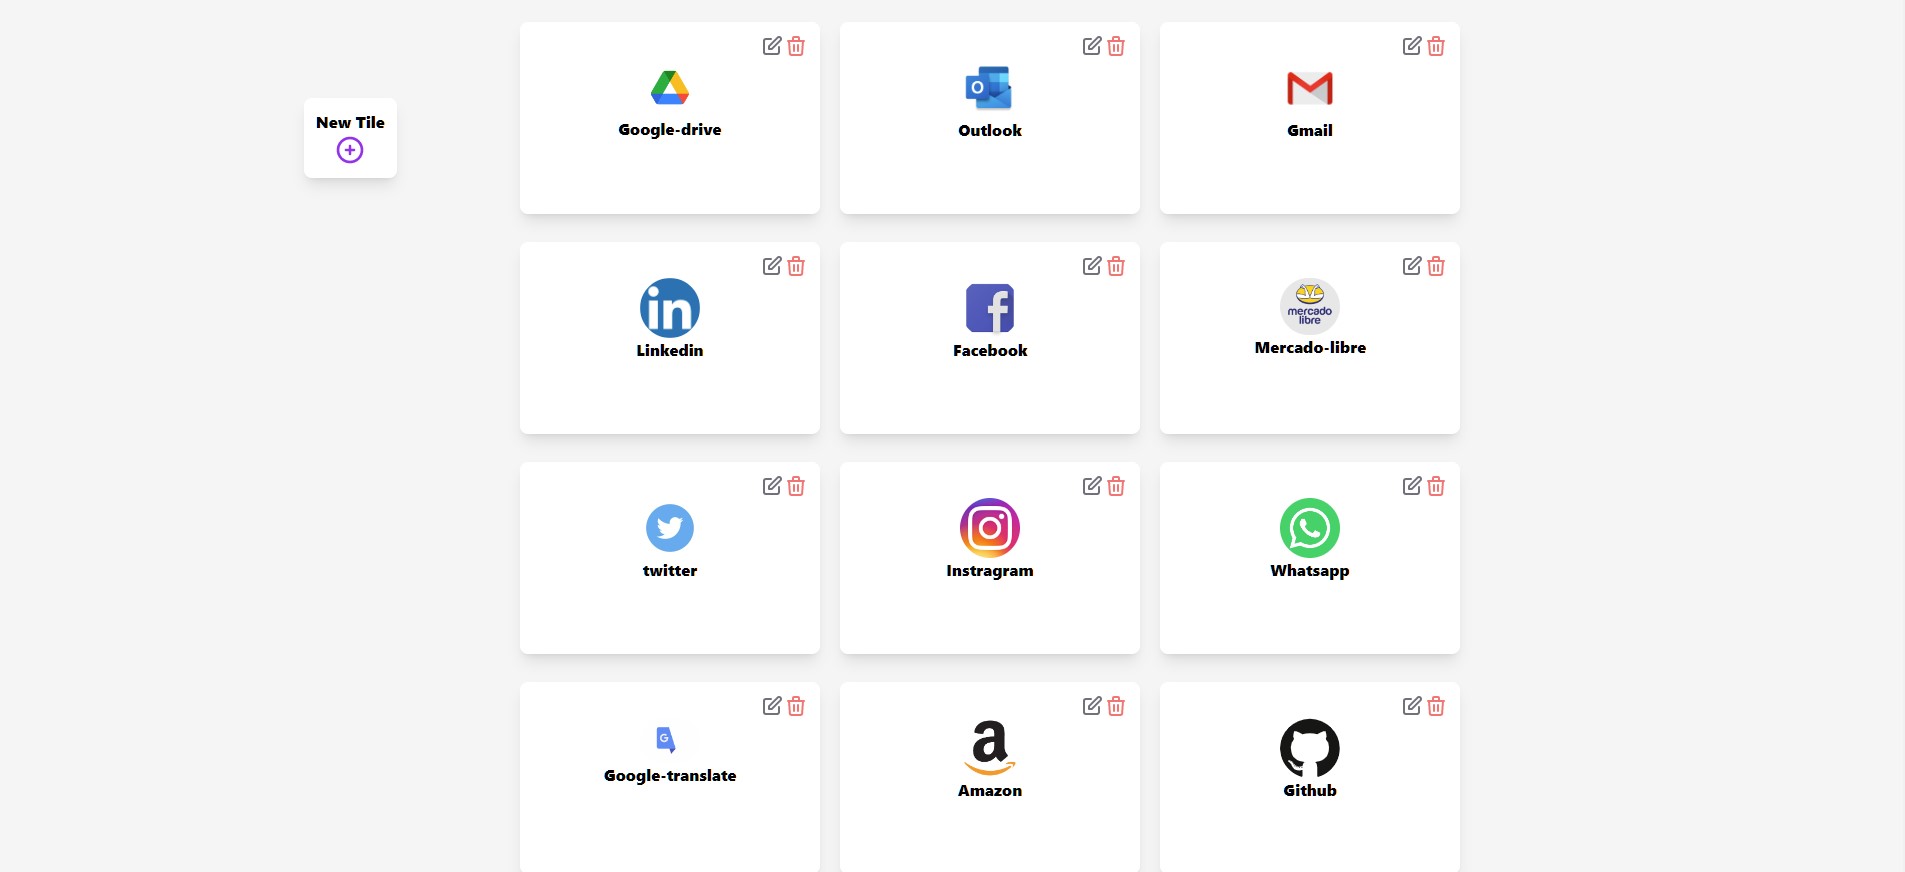 New Tile
Google-drive
O
Outlook
Gmail
in
Linkedin
f
Facebook
mercado
libre
Mercado-libre
twitter
Instragram
Whatsapp
G
Google-translate
a
Amazon
Github